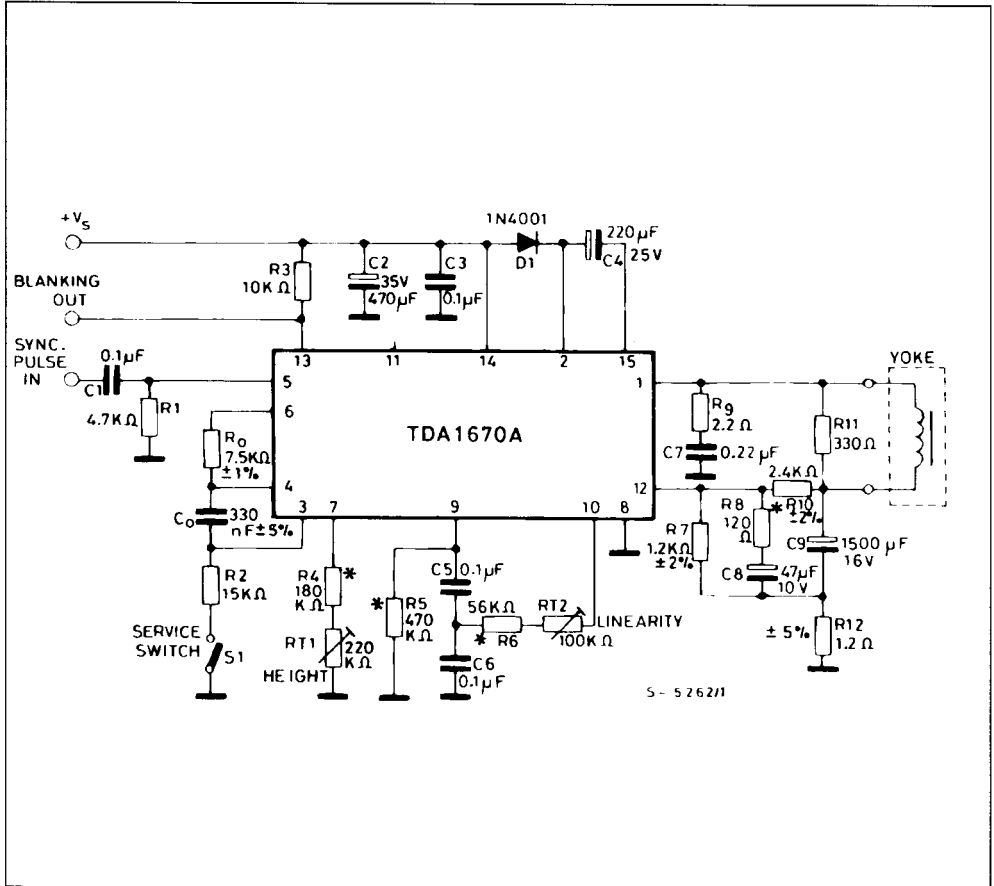 +Vs
BLANKING
OUT
SYNC.
PULSE
IN
0.1µF
C1
4.7KΩ
R1
R3
10KΩ
C2
35V
470µF
C3
0.1µF
1N4001
D1
220µF
C4
25V
13
11
14
2
15
5
6
4
3
7
9
10
8
1
12
TDA1670A
Ro
7.5KΩ
±1%
Co
330
nF±5%
R2
15KΩ
SERVICE
SWITCH
S1
R4
*
180
KΩ
RT1
220
KΩ
HEIGHT
*
R5
470
KΩ
C5
0.1µF
56KΩ
*
R6
RT2
100KΩ
LINEARITY
C6
0.1µF
R9
2.2Ω
C7
0.22µF
R11
330Ω
YOKE
2.4KΩ
*
R10
±2%
R7
1.2KΩ
±2%
R8
120
Ω
C8
47µF
10V
C9
1500µF
16V
±5%
R12
1.2Ω
S-5262/1